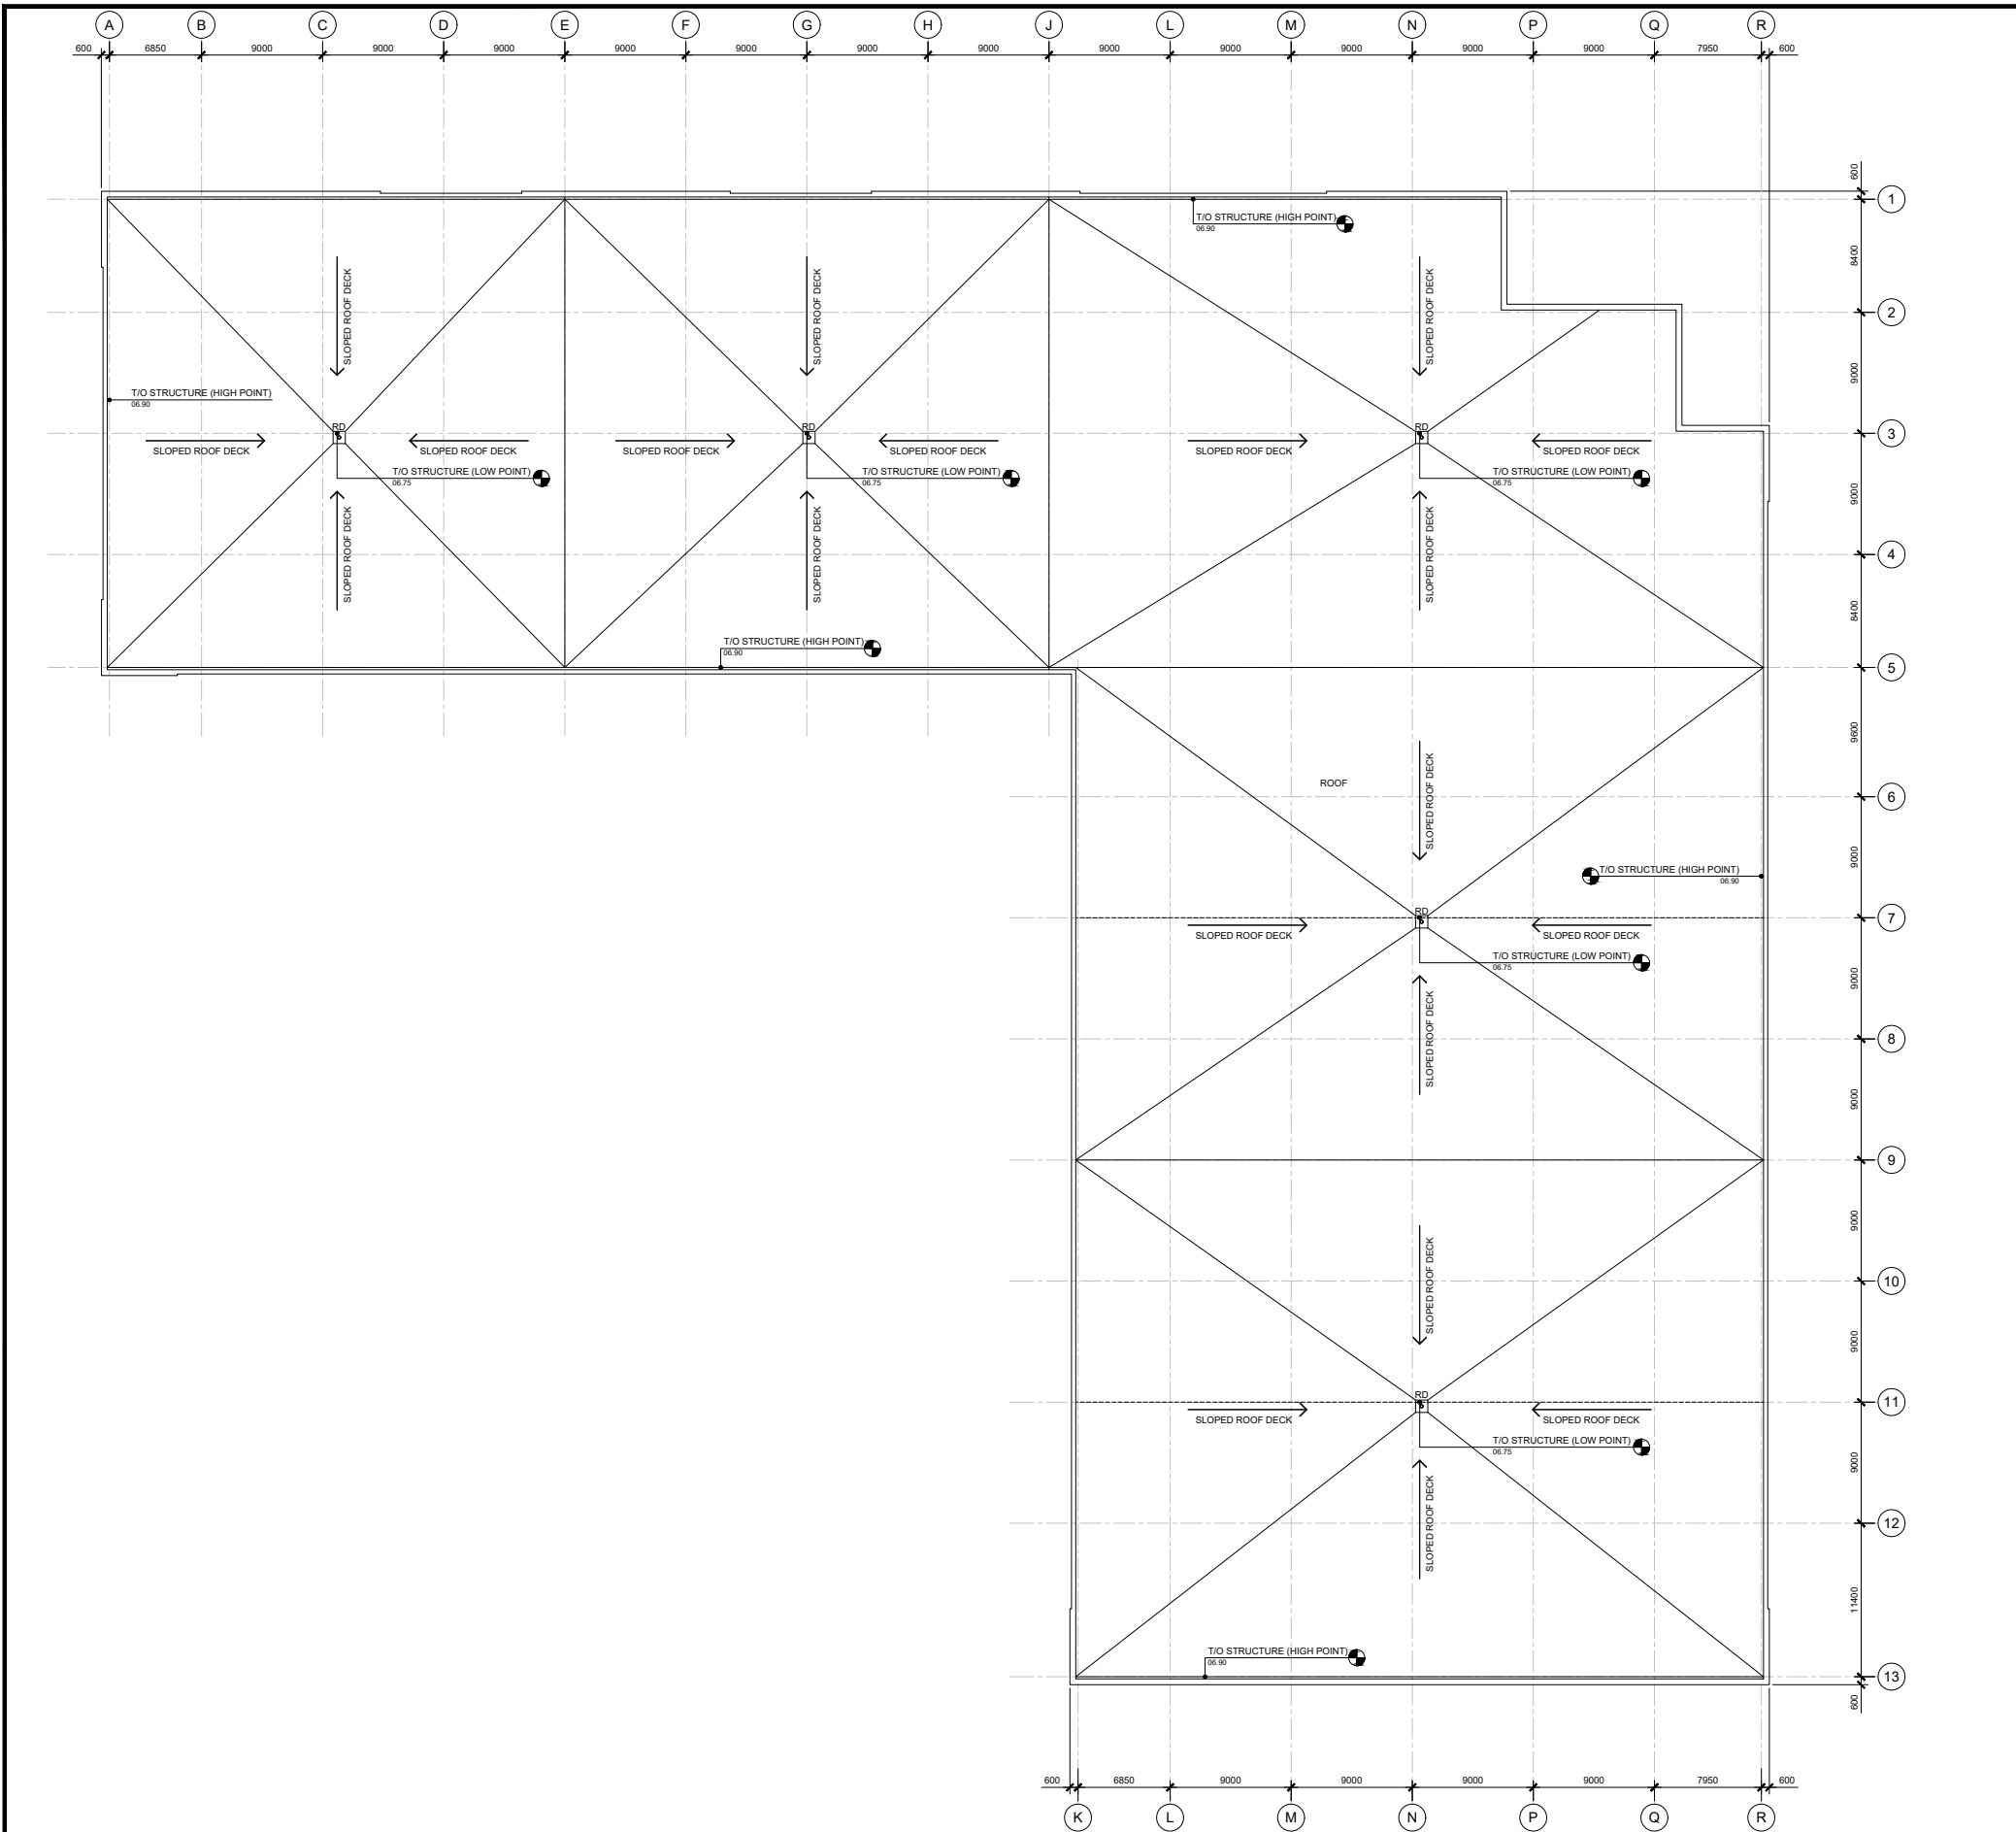 A B C D E F G H J L M N P Q R
600 6850 9000 9000 9000 9000 9000 9000 9000 9000 9000 9000 9000 9000 7950 600
600
1
T/O STRUCTURE (HIGH POINT)
06.90
8400
SLOPED ROOF DECK
SLOPED ROOF DECK
SLOPED ROOF DECK
2
9000
T/O STRUCTURE (HIGH POINT)
06.90
RD
RD
RD
3
SLOPED ROOF DECK
SLOPED ROOF DECK
SLOPED ROOF DECK
SLOPED ROOF DECK
SLOPED ROOF DECK
SLOPED ROOF DECK
T/O STRUCTURE (LOW POINT)
06.75
T/O STRUCTURE (LOW POINT)
06.75
T/O STRUCTURE (LOW POINT)
06.75
9000
SLOPED ROOF DECK
SLOPED ROOF DECK
SLOPED ROOF DECK
4
8400
T/O STRUCTURE (HIGH POINT)
06.90
5
9600
SLOPED ROOF DECK
ROOF
6
9000
T/O STRUCTURE (HIGH POINT)
06.90
RD
7
SLOPED ROOF DECK
SLOPED ROOF DECK
T/O STRUCTURE (LOW POINT)
06.75
9000
SLOPED ROOF DECK
8
9000
9
9000
SLOPED ROOF DECK
10
9000
RD
11
SLOPED ROOF DECK
SLOPED ROOF DECK
T/O STRUCTURE (LOW POINT)
06.75
9000
SLOPED ROOF DECK
12
11400
T/O STRUCTURE (HIGH POINT)
06.90
13
600
600 6850 9000 9000 9000 9000 7950 600
K L M N P Q R